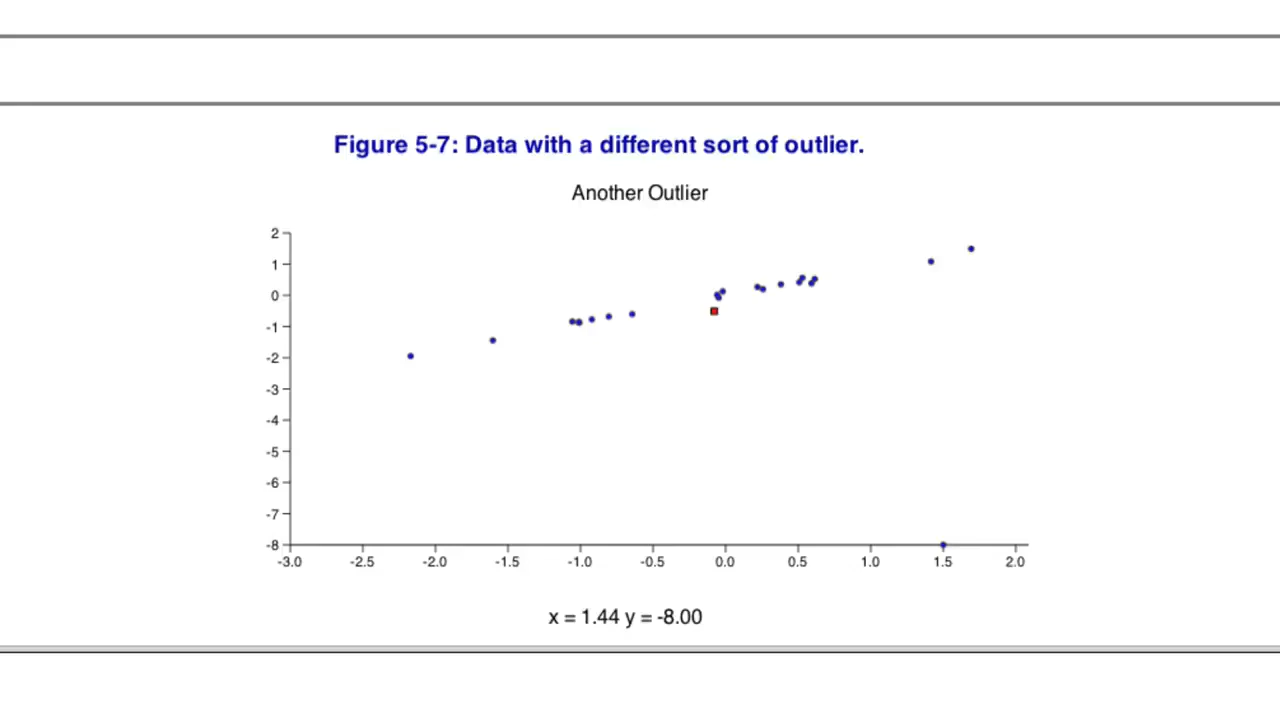 Figure 5-7: Data with a different sort of outlier.
Another Outlier
2
1
0
-1
-2
-3
-4
-5
-6
-7
-8
-3.0 -2.5 -2.0 -1.5 -1.0 -0.5 0.0 0.5 1.0 1.5 2.0
x = 1.44 y = -8.00